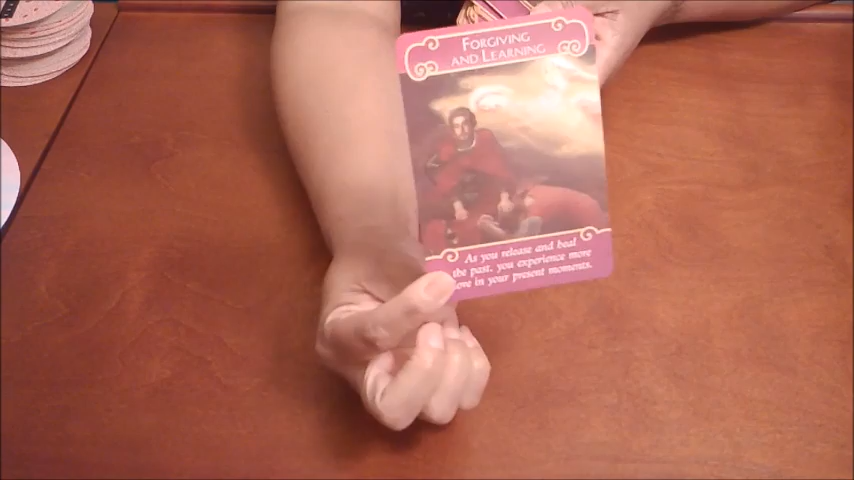 FORGIVING
AND LEARNING
As you release and heal
the past, you experience more
love in your present moments.